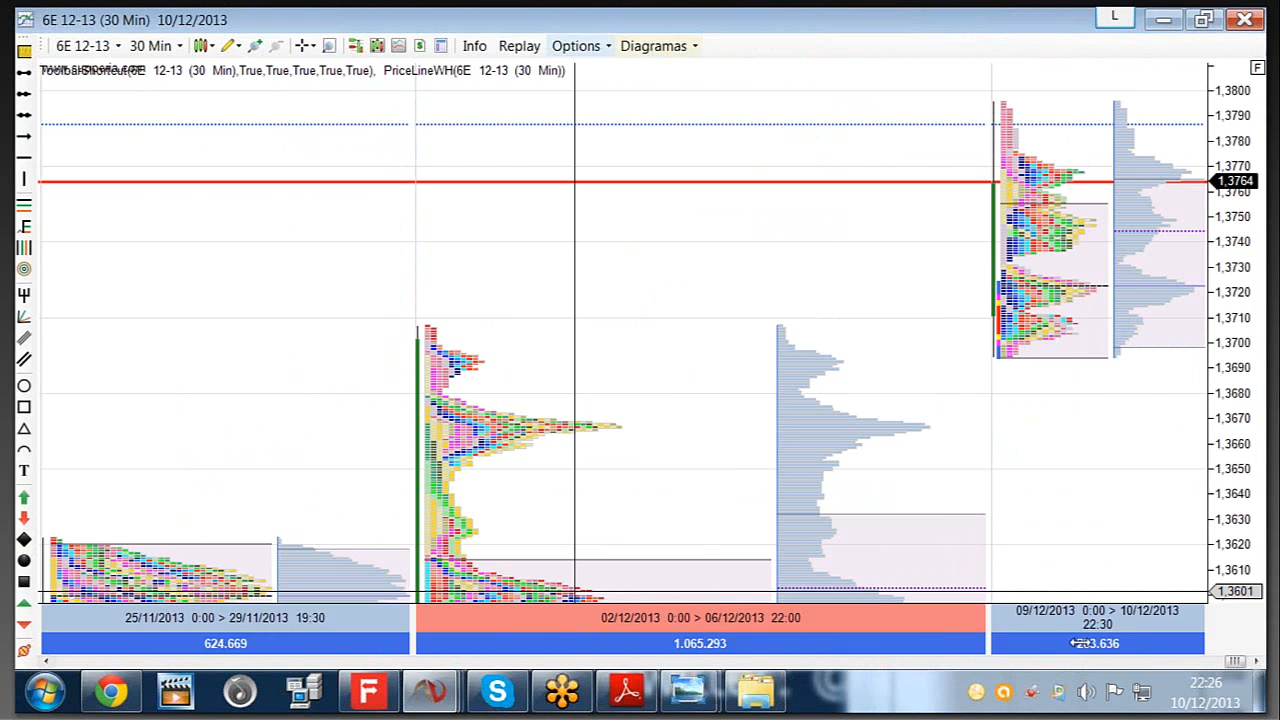 6E 12-13 (30 Min)  10/12/2013
L
6E 12-13 30 Min Info Replay Options Diagramas
(6E 12-13 (30 Min),True,True,True,True,True), PriceLineWH(6E 12-13 (30 Min))
F
1,3800
1,3790
1,3780
1,3770
1,3764
1,3760
1,3750
1,3740
1,3730
1,3720
1,3710
1,3700
1,3690
1,3680
1,3670
1,3660
1,3650
1,3640
1,3630
1,3620
1,3610
1,3601
E
T
25/11/2013 0:00 > 29/11/2013 19:30
624.669
02/12/2013 0:00 > 06/12/2013 22:00
1.065.293
09/12/2013 0:00 > 10/12/2013
22:30
3.636
22:26
10/12/2013